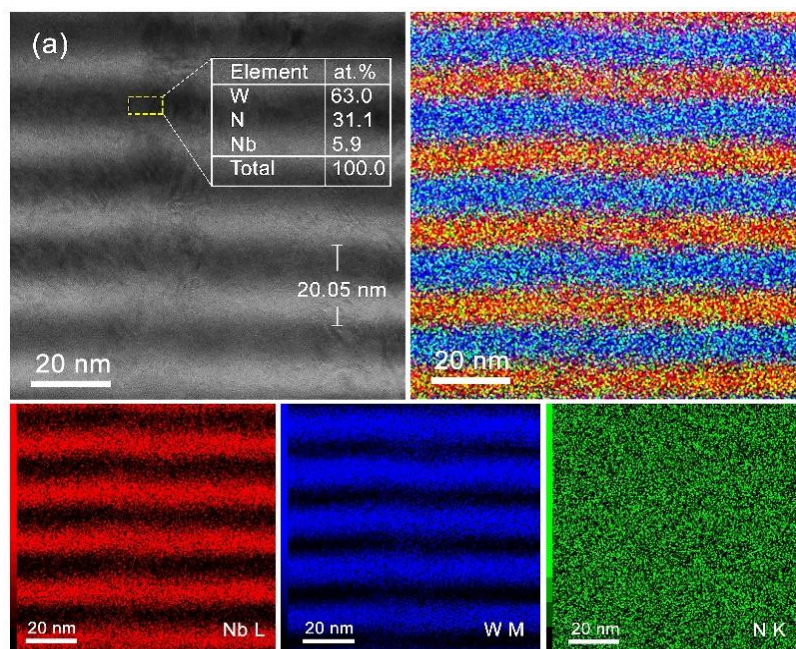 (a)
Element at.%
W 63.0
N 31.1
Nb 5.9
Total 100.0
20.05 nm
20 nm
20 nm
20 nm Nb L
20 nm W M
20 nm N K